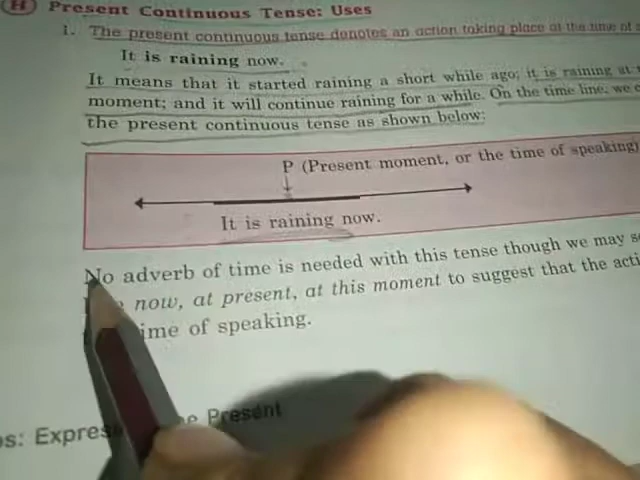 H Present Continuous Tense: Uses
1. The present continuous tense denotes an action taking place at the time of
It is raining now.
It means that it started raining a short while ago; it is raining at
moment; and it will continue raining for a while. On the time line, we
the present continuous tense as shown below:
P (Present moment, or the time of speaking)
It is raining now.
No adverb of time is needed with this tense though we may
now, at present, at this moment to suggest that the
time of speaking.
Present